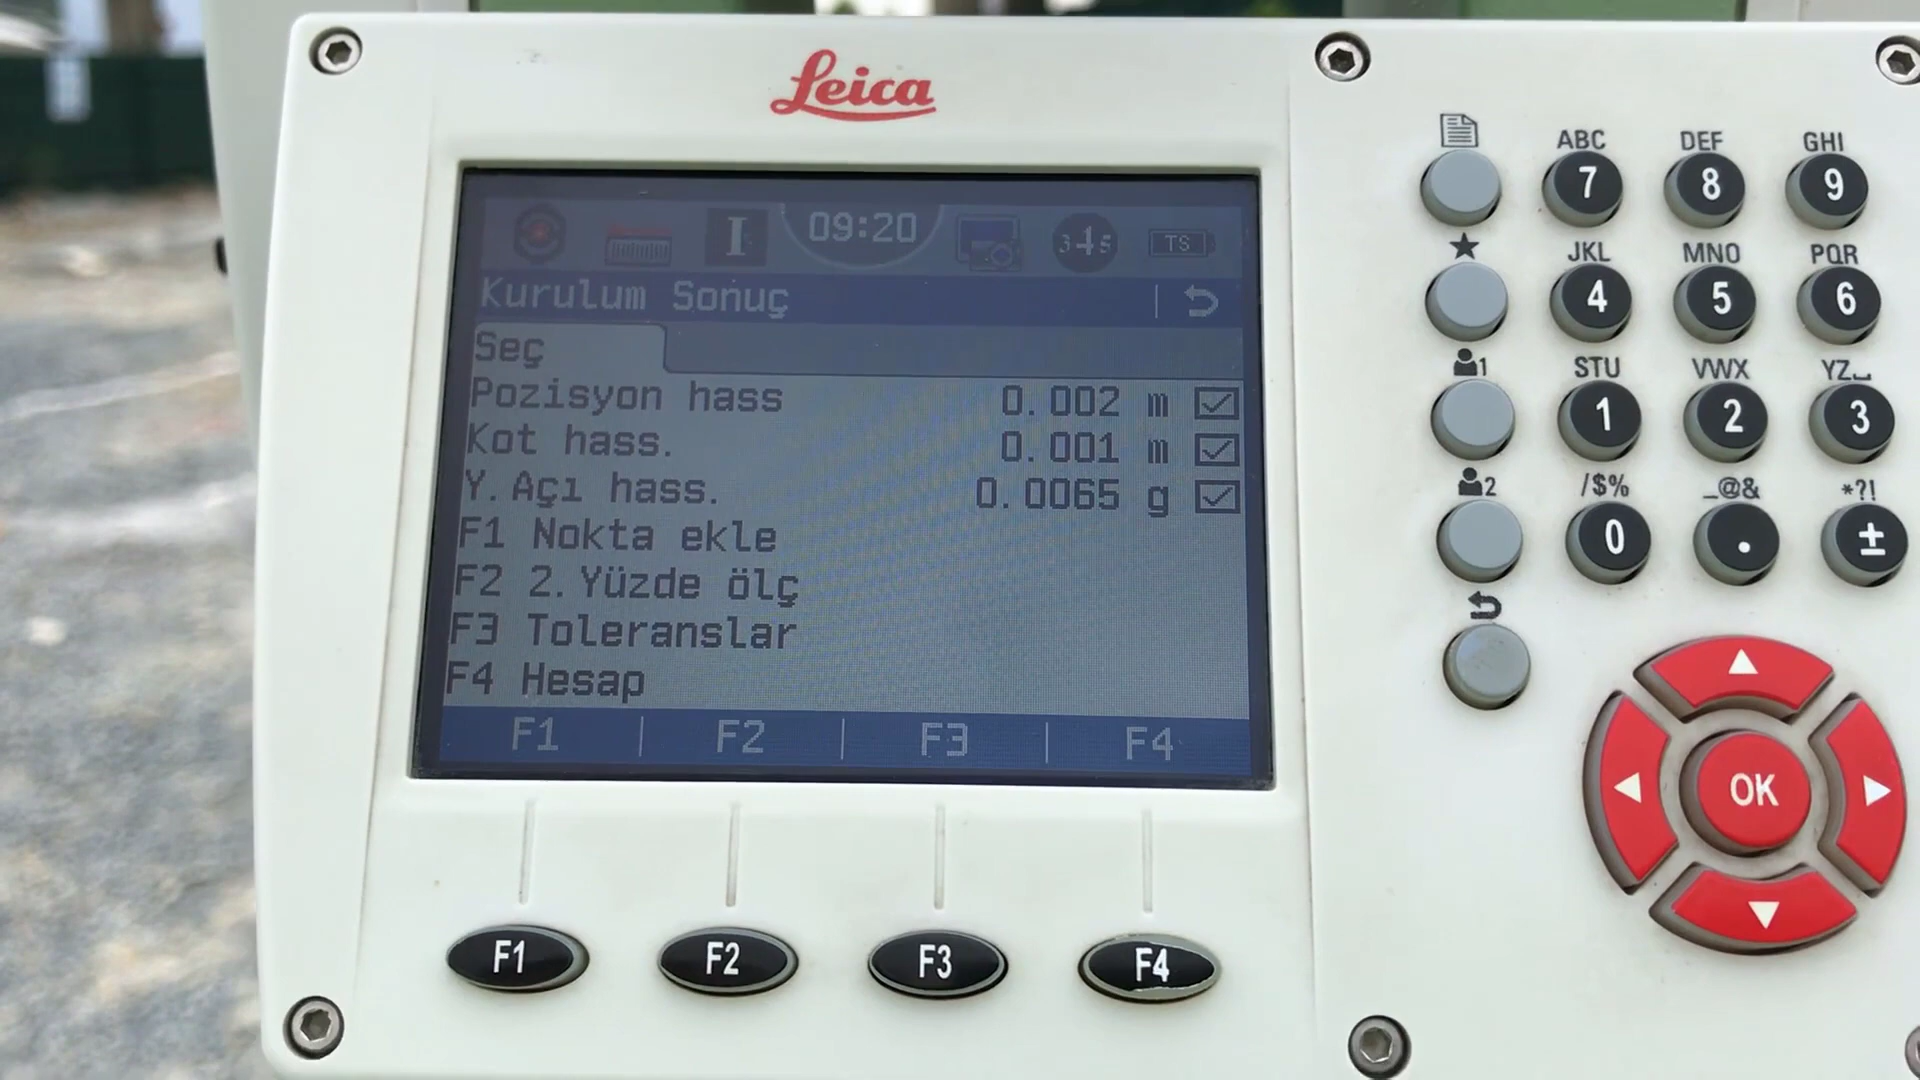 Leica
I 09:20 345 TS
Kurulum Sonuç
Seç
Pozisyon hass 0.002 m
Kot hass. 0.001 m
Y.Açı hass. 0.0065 g
F1 Nokta ekle
F2 2.Yüzde ölç
F3 Toleranslar
F4 Hesap
F1 F2 F3 F4
F1 F2 F3 F4
ABC DEF GHI
7 8 9
JKL MNO PQR
4 5 6
1 STU VWX YZ⎵
1 2 3
2 /$% _@& *?!
0 . ±
OK